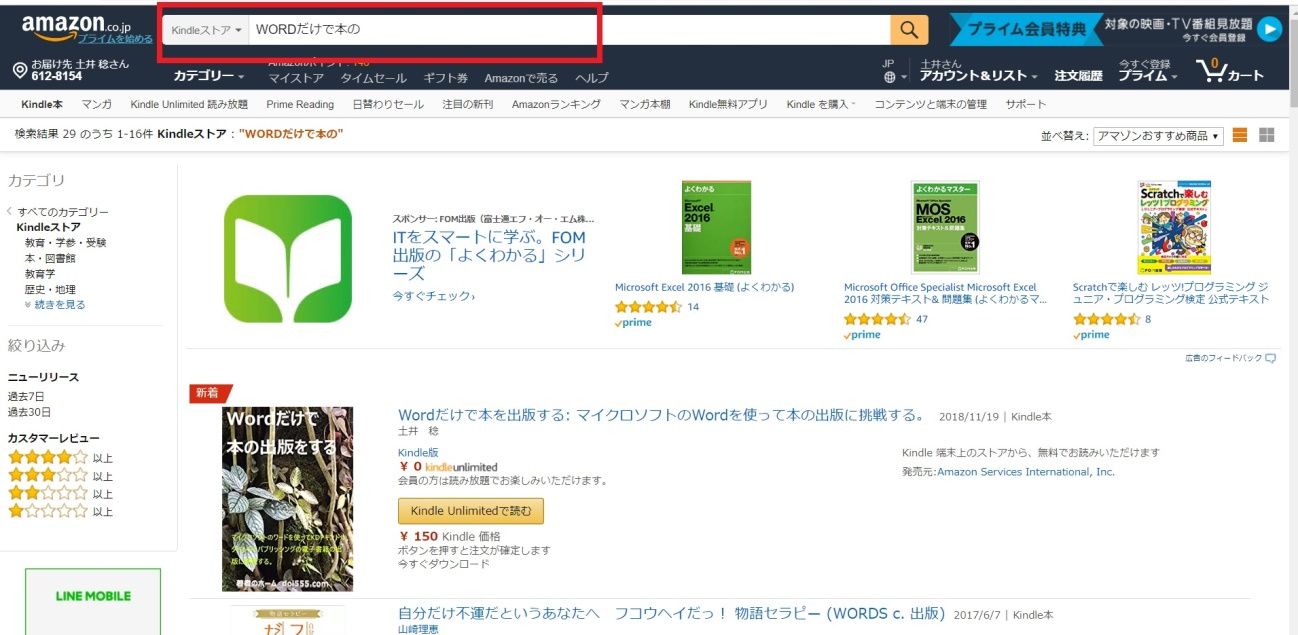 amazon.co.jp
プライムを始める
Kindleストア
WORDだけで本の
プライム会員特典
対象の映画・TV番組見放題
今すぐ会員登録
お届け先 土井 稔さん
612-8154
カテゴリー
マイストア タイムセール ギフト券 Amazonで売る ヘルプ
JP
土井さん
アカウント&リスト
注文履歴
今すぐ登録
プライム
0
カート
Kindle本 マンガ Kindle Unlimited 読み放題 Prime Reading 日替わりセール 注目の新刊 Amazonランキング マンガ本棚 Kindle無料アプリ Kindle を購入 コンテンツと端末の管理 サポート
検索結果 29 のうち 1-16件 Kindleストア : "WORDだけで本の"
並べ替え: アマゾンおすすめ商品
カテゴリ
すべてのカテゴリー
Kindleストア
教育・学参・受験
本・図書館
教育学
歴史・地理
続きを見る
絞り込み
ニューリリース
過去7日
過去30日
カスタマーレビュー
以上
以上
以上
以上
LINE MOBILE
スポンサー: FOM出版（富士通エフ・オー・エム株...
ITをスマートに学ぶ。FOM
出版の「よくわかる」シリ
ーズ
今すぐチェック›
よくわかる
Excel
2016
基礎
Microsoft Excel 2016 基礎 (よくわかる)
14
prime
よくわかるマスター
MOS
Excel 2016
対策テキスト&問題集
Microsoft Office Specialist Microsoft Excel
2016 対策テキスト& 問題集 (よくわかるマ...
47
prime
Scratchで楽しむ
レッツ!プログラミング
Scratchで楽しむ レッツ!プログラミング ジ
ュニア・プログラミング検定 公式テキスト
8
prime
広告のフィードバック
新着
Wordだけで
本の出版をする
著者のホーム／doi555.com
Wordだけで本を出版する: マイクロソフトのWordを使って本の出版に挑戦する。 2018/11/19 | Kindle本
土井 稔
Kindle版
￥ 0 kindleunlimited
会員の方は読み放題でお楽しみいただけます。
Kindle Unlimitedで読む
￥ 150 Kindle 価格
ボタンを押すと注文が確定します
今すぐダウンロード
Kindle 端末上のストアから、無料でお読みいただけます
発売元:Amazon Services International, Inc.
物語セラピー
自分だけ不運だというあなたへ フコウヘイだっ！ 物語セラピー (WORDS c. 出版) 2017/6/7 | Kindle本
山崎理恵